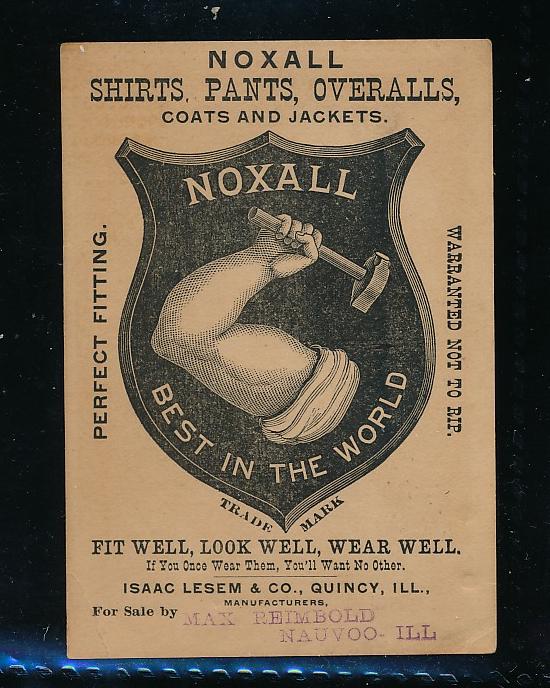 NOXALL
SHIRTS, PANTS, OVERALLS,
COATS AND JACKETS.
NOXALL
PERFECT FITTING.
WARRANTED NOT TO RIP.
BEST IN THE WORLD
TRADE MARK
FIT WELL, LOOK WELL, WEAR WELL.
If You Once Wear Them, You'll Want No Other.
ISAAC LESEM & CO., QUINCY, ILL.,
MANUFACTURERS,
For Sale by MAX REIMBOLD
NAUVOO- ILL